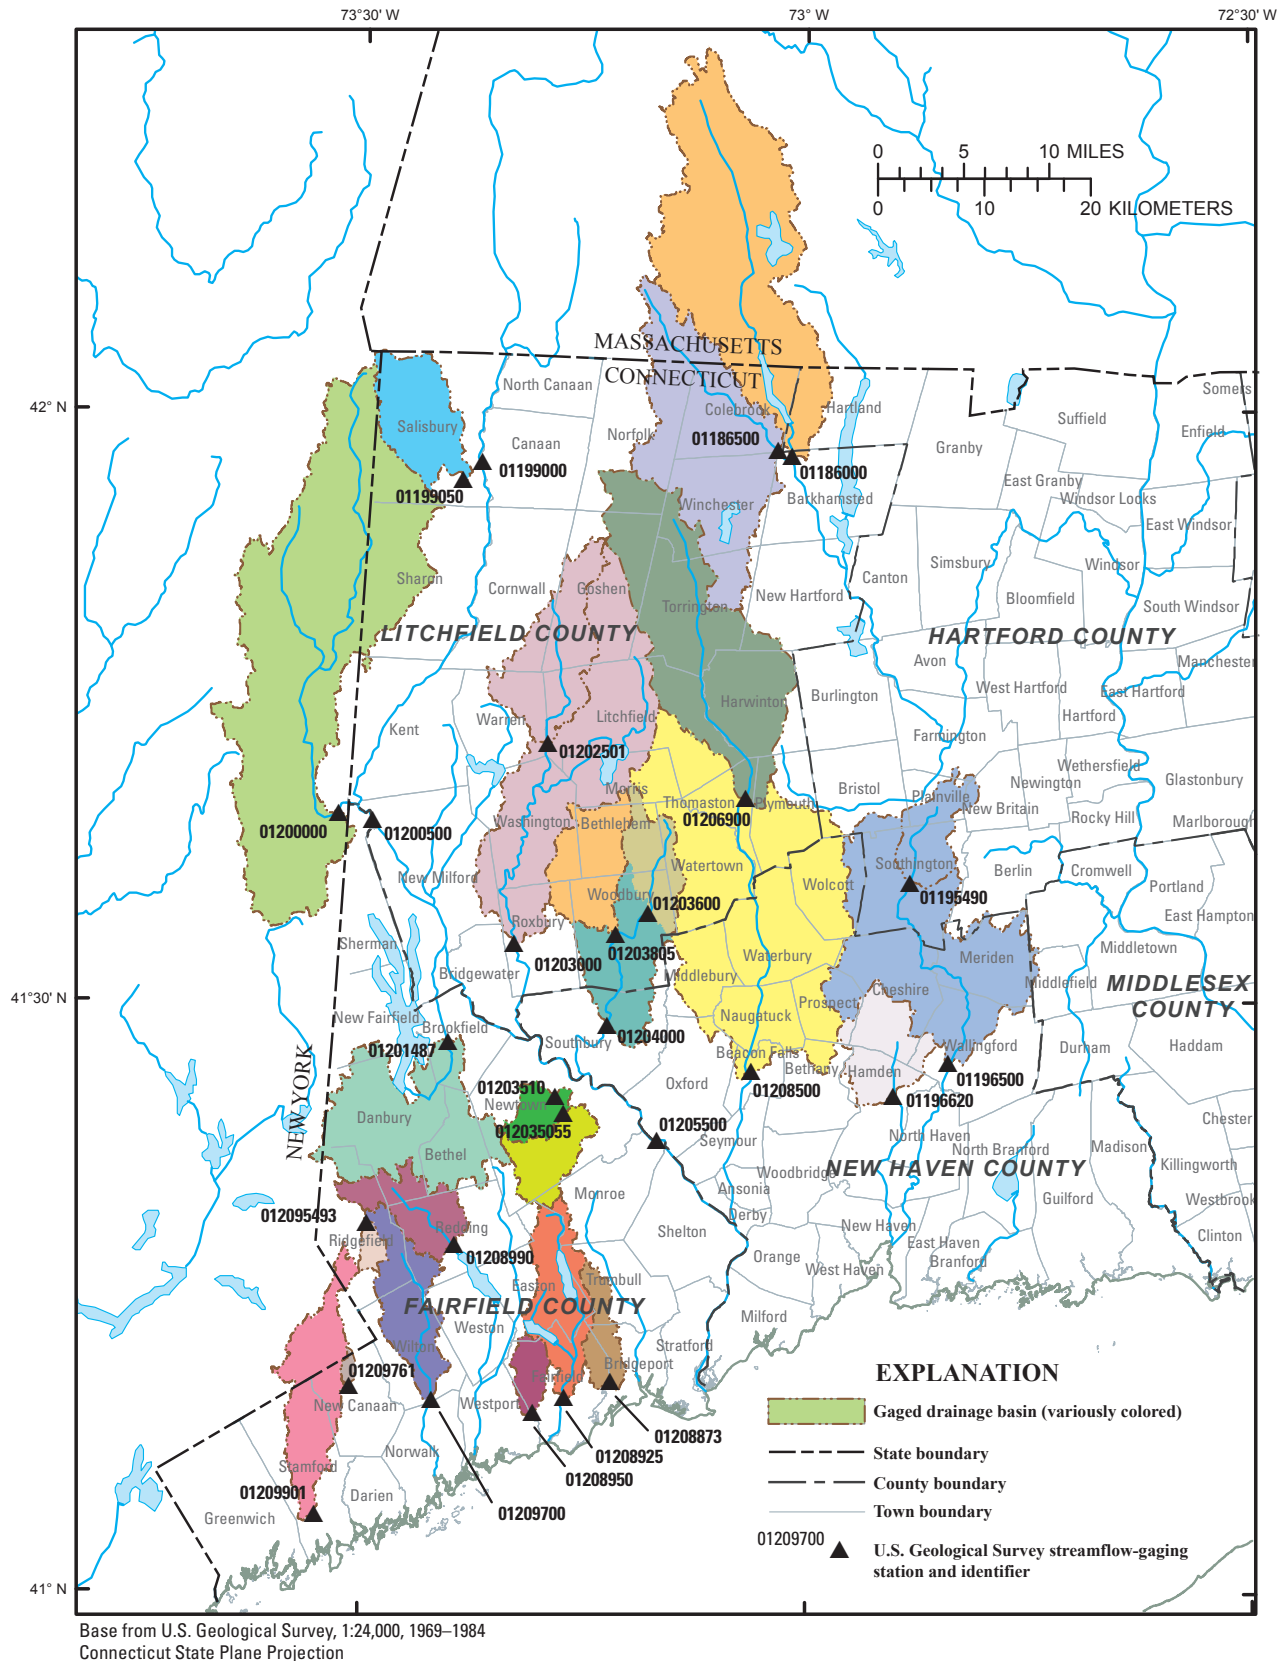 73°30' W
73° W
72°30' W
0 5 10 MILES
0 10 20 KILOMETERS
MASSACHUSETTS
CONNECTICUT
North Canaan
42° N
Salisbury
Colebrook
Hartland
Somers
Suffield
Norfolk
01186500
Enfield
Canaan
Granby
01199000
01186000
01199050
East Granby
Winchester
Barkhamsted
Windsor Locks
East Windsor
Simsbury
Windsor
Sharon
Cornwall
Goshen
Canton
New Hartford
Bloomfield
Torrington
South Windsor
LITCHFIELD COUNTY
HARTFORD COUNTY
Avon
Manchester
West Hartford
East Hartford
Burlington
Harwinton
Warren
Litchfield
Hartford
Kent
Farmington
01202501
Wethersfield
Glastonbury
Newington
Morris
Bristol
Plainville
Thomaston
Plymouth
New Britain
01206900
Rocky Hill
Marlborough
Washington
Bethlehem
01200000
01200500
Watertown
Southington
Berlin
Cromwell
New Milford
Wolcott
Portland
Woodbury
01203600
01195490
East Hampton
Roxbury
Sherman
Middletown
01203805
Waterbury
Meriden
01203000
Bridgewater
Middlebury
Middlefield
MIDDLESEX
COUNTY
41°30' N
Cheshire
Prospect
New Fairfield
Naugatuck
Brookfield
01204000
Southbury
Wallingford
Haddam
01201487
Durham
Beacon Falls
Bethany
Hamden
01196500
Oxford
01203510
01208500
01196620
Newtown
NEW YORK
Danbury
Chester
012035055
01205500
North Haven
Seymour
Madison
North Branford
Bethel
Killingworth
NEW HAVEN COUNTY
Woodbridge
Ansonia
Monroe
Guilford
Westbrook
012095493
Derby
Redding
New Haven
Shelton
Clinton
Ridgefield
East Haven
01208990
Orange
Branford
West Haven
Easton
Trumbull
FAIRFIELD COUNTY
Milford
Weston
Wilton
Stratford
Bridgeport
01209761
Fairfield
EXPLANATION
New Canaan
Westport
Gaged drainage basin (variously colored)
01208873
Norwalk
State boundary
01208925
Stamford
01208950
County boundary
01209901
Darien
Town boundary
01209700
Greenwich
01209700
U.S. Geological Survey streamflow-gaging
station and identifier
41° N
Base from U.S. Geological Survey, 1:24,000, 1969–1984
Connecticut State Plane Projection